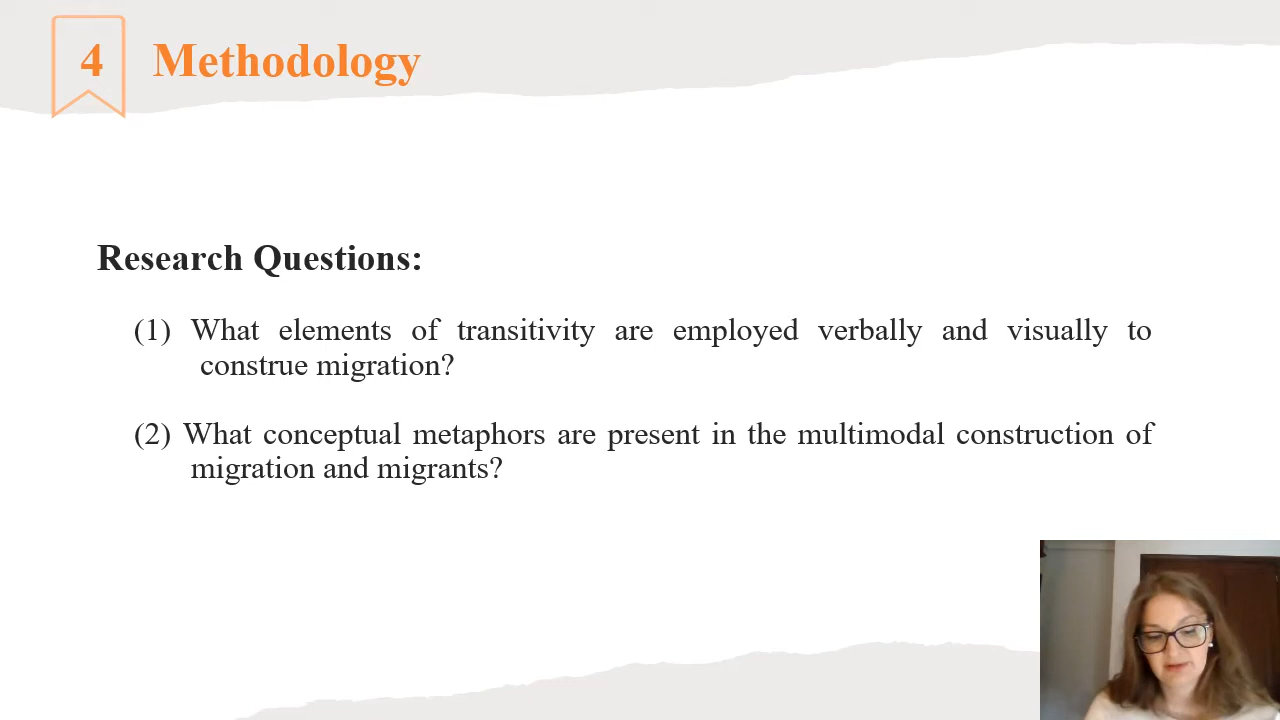 4 Methodology
Research Questions:
(1) What elements of transitivity are employed verbally and visually to
construe migration?
(2) What conceptual metaphors are present in the multimodal construction of
migration and migrants?